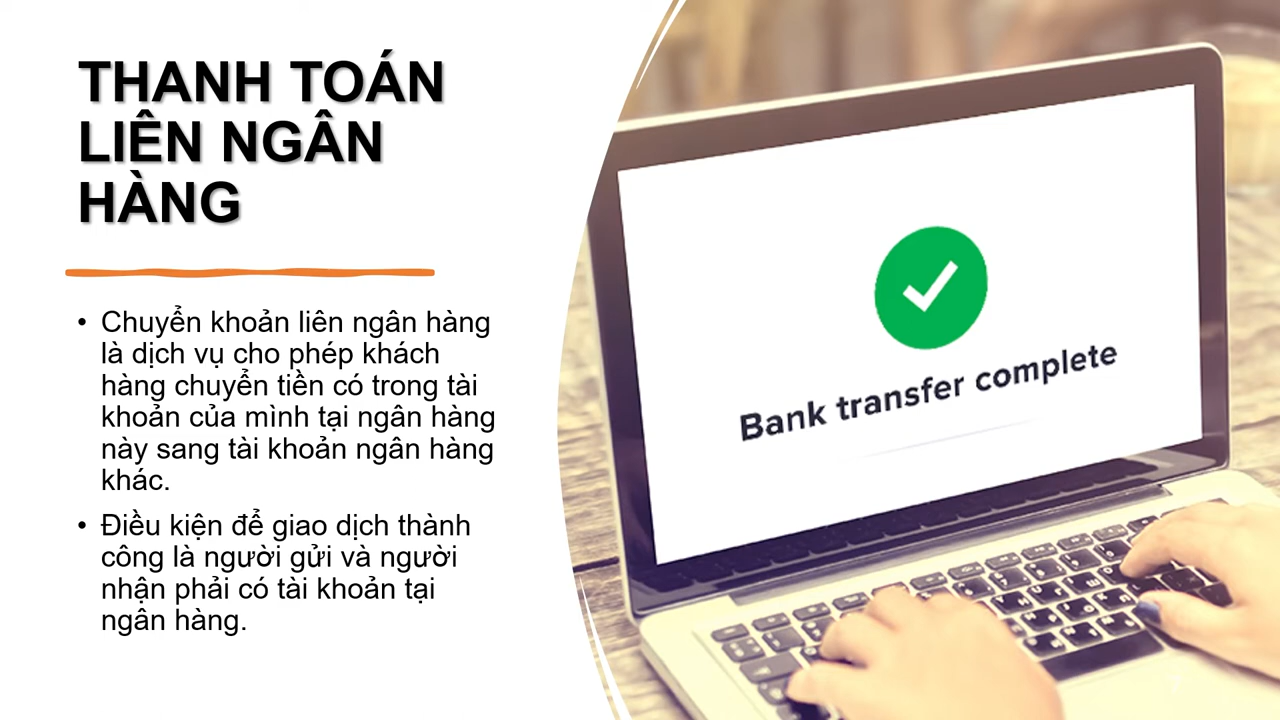 THANH TOÁN
LIÊN NGÂN
HÀNG
• Chuyển khoản liên ngân hàng
là dịch vụ cho phép khách
hàng chuyển tiền có trong tài
khoản của mình tại ngân hàng
này sang tài khoản ngân hàng
khác.
• Điều kiện để giao dịch thành
công là người gửi và người
nhận phải có tài khoản tại
ngân hàng.
Bank transfer complete